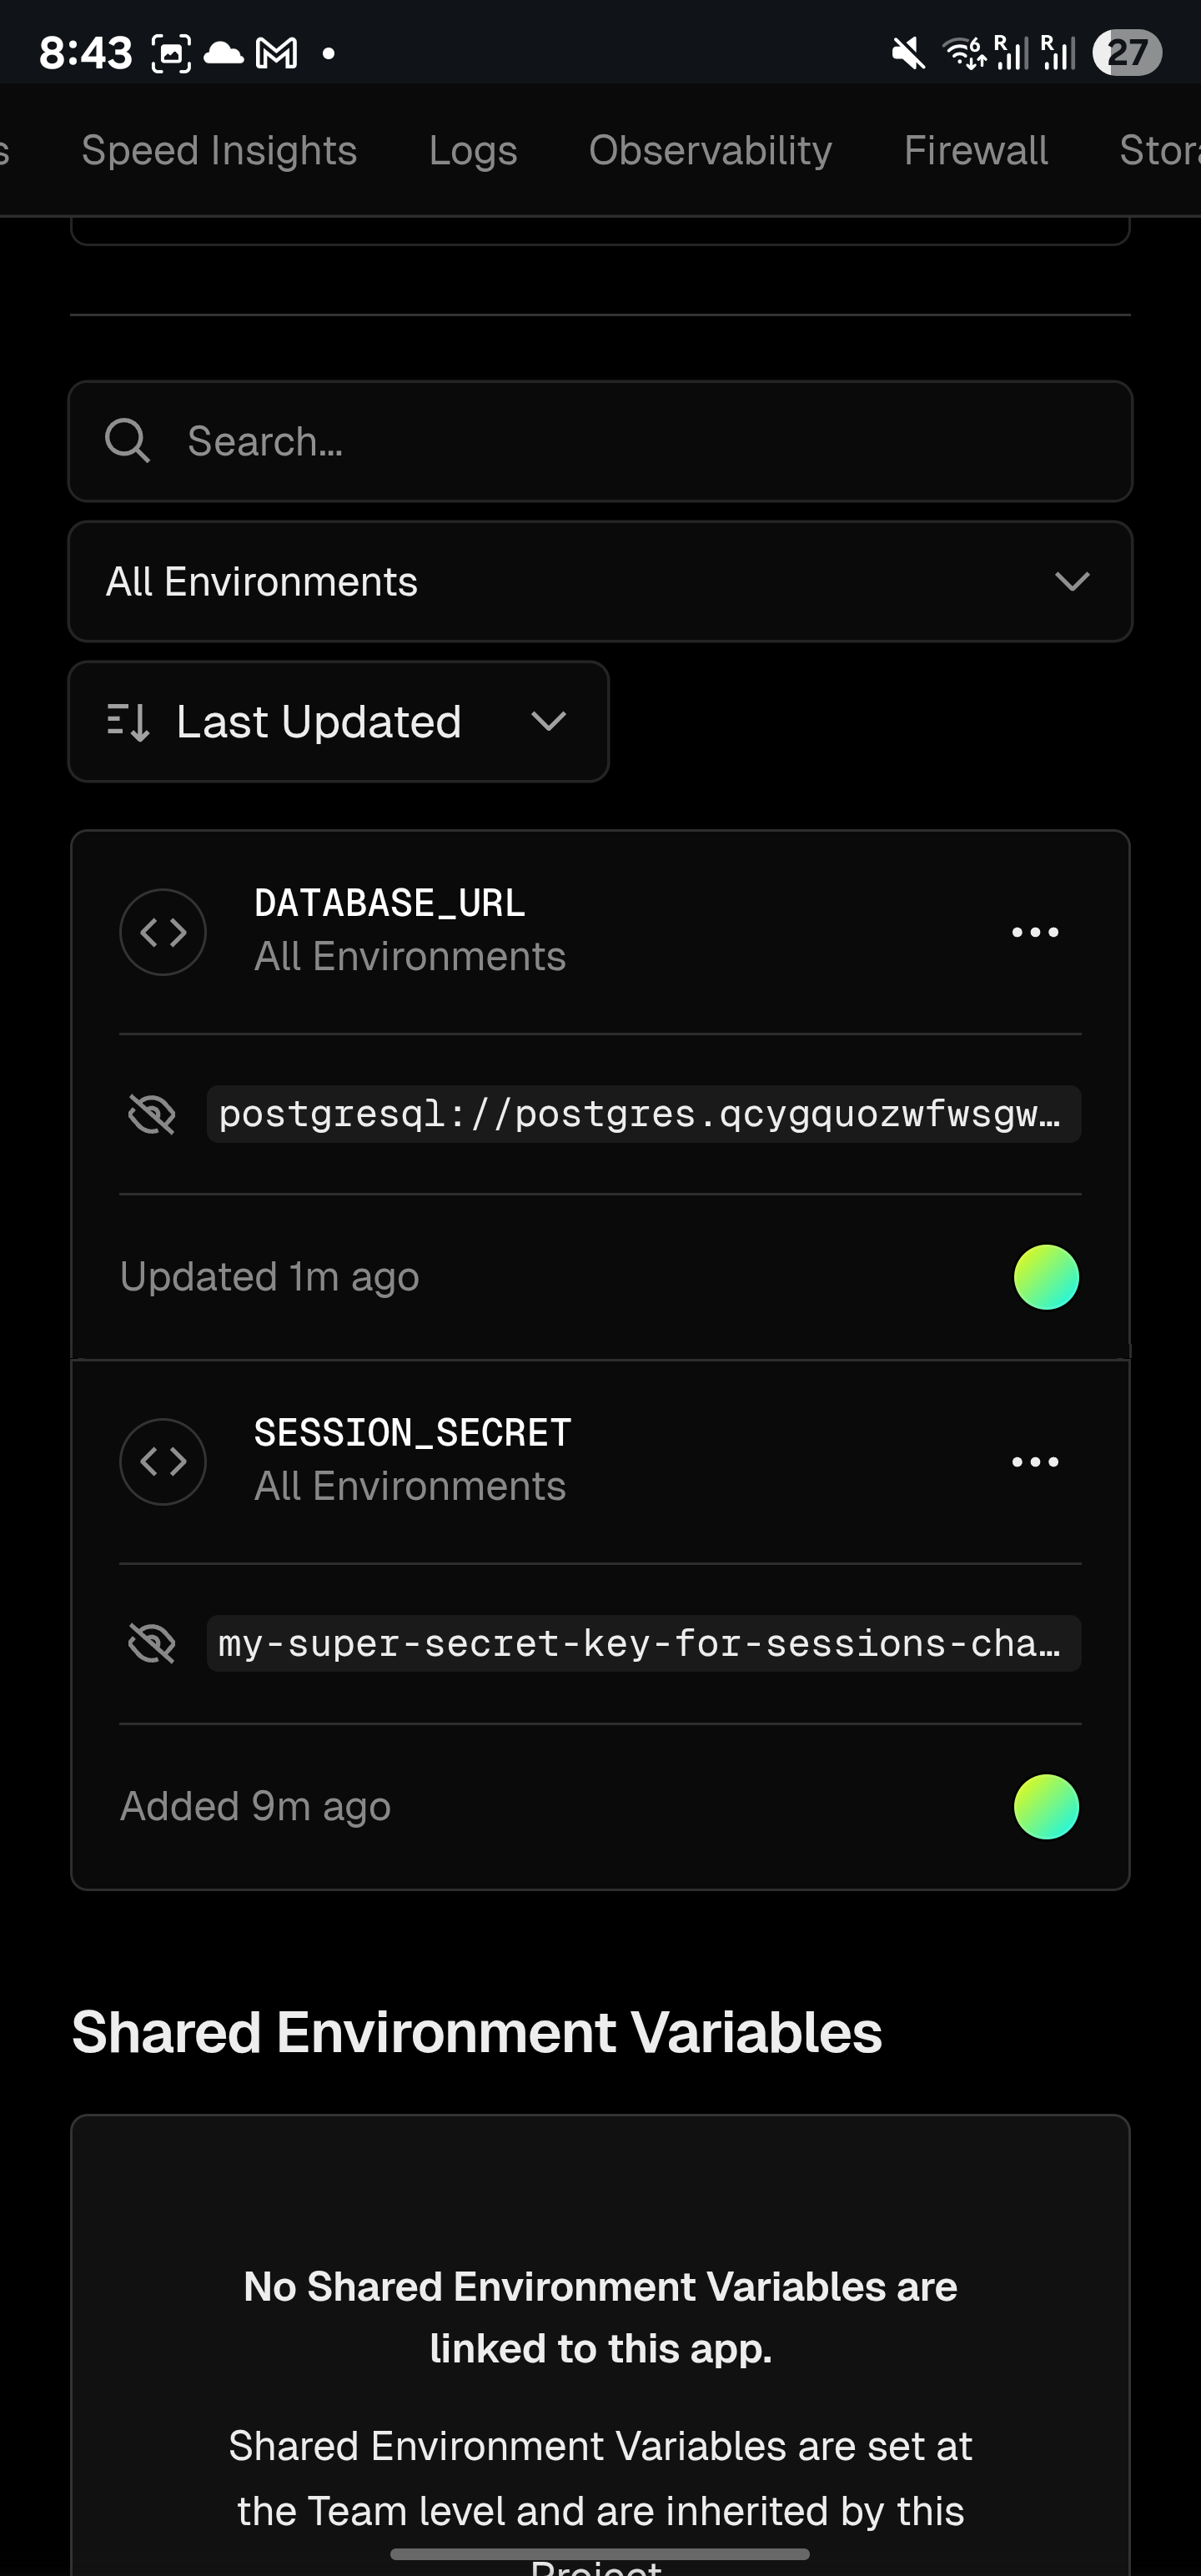 8:43
R R 27
Speed Insights Logs Observability Firewall
Search...
All Environments
Last Updated
DATABASE_URL
All Environments
postgresql://postgres.qcygquozwfwsgw…
Updated 1m ago
SESSION_SECRET
All Environments
my-super-secret-key-for-sessions-cha…
Added 9m ago
Shared Environment Variables
No Shared Environment Variables are
linked to this app.
Shared Environment Variables are set at
the Team level and are inherited by this
Project